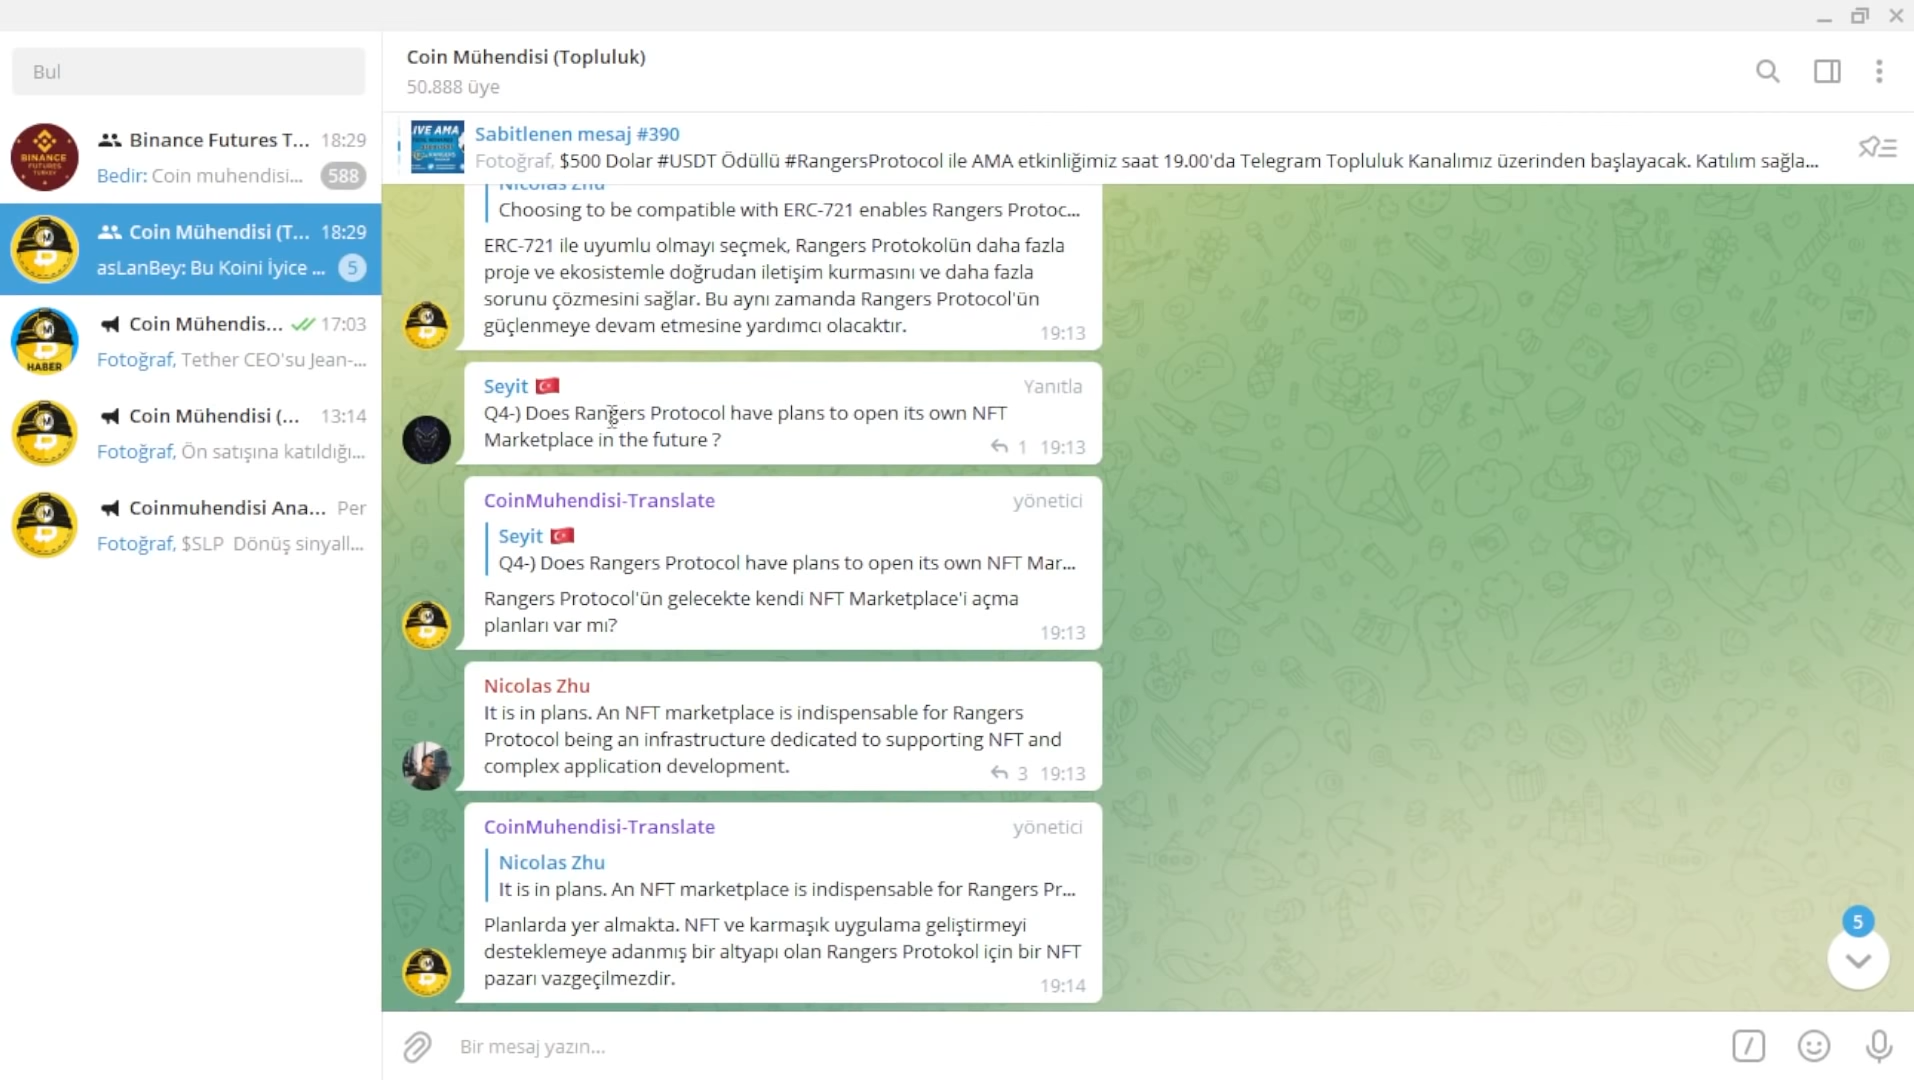 Bul
Binance Futures T... 18:29
Bedir: Coin muhendisi... 588
Coin Mühendisi (T... 18:29
asLanBey: Bu Koini İyice ... 5
Coin Mühendis... 17:03
Fotoğraf, Tether CEO'su Jean-...
Coin Mühendisi (... 13:14
Fotoğraf, Ön satışına katıldığı...
Coinmuhendisi Ana... Per
Fotoğraf, $SLP Dönüş sinyall...
BINANCE
FUTURES
TURKEY
HABER
Coin Mühendisi (Topluluk)
50.888 üye
IVE AMA
Sabitlenen mesaj #390
Fotoğraf, $500 Dolar #USDT Ödüllü #RangersProtocol ile AMA etkinliğimiz saat 19.00'da Telegram Topluluk Kanalımız üzerinden başlayacak. Katılım sağla...
Nicolas Zhu
Choosing to be compatible with ERC-721 enables Rangers Protoc...
ERC-721 ile uyumlu olmayı seçmek, Rangers Protokolün daha fazla
proje ve ekosistemle doğrudan iletişim kurmasını ve daha fazla
sorunu çözmesini sağlar. Bu aynı zamanda Rangers Protocol'ün
güçlenmeye devam etmesine yardımcı olacaktır. 19:13
Seyit Yanıtla
Q4-) Does Rangers Protocol have plans to open its own NFT
Marketplace in the future ? 1 19:13
CoinMuhendisi-Translate yönetici
Seyit
Q4-) Does Rangers Protocol have plans to open its own NFT Mar...
Rangers Protocol'ün gelecekte kendi NFT Marketplace'i açma
planları var mı? 19:13
Nicolas Zhu
It is in plans. An NFT marketplace is indispensable for Rangers
Protocol being an infrastructure dedicated to supporting NFT and
complex application development. 3 19:13
CoinMuhendisi-Translate yönetici
Nicolas Zhu
It is in plans. An NFT marketplace is indispensable for Rangers Pr...
Planlarda yer almakta. NFT ve karmaşık uygulama geliştirmeyi
desteklemeye adanmış bir altyapı olan Rangers Protokol için bir NFT
pazarı vazgeçilmezdir. 19:14
5
Bir mesaj yazın...